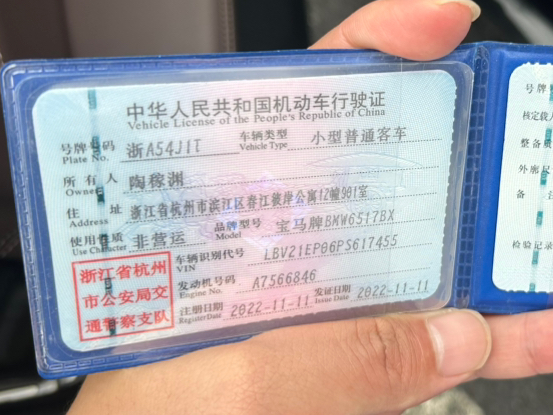 中华人民共和国机动车行驶证
Vehicle License of the People's Republic of China
号牌号码 浙A54J1T 车辆类型 小型普通客车
Plate No. Vehicle Type
所有人 陶稼渊
Owner
住址 浙江省杭州市滨江区春江彼岸公寓12幢901室
Address
使用性质 非营运 品牌型号 宝马牌BMW6517BX
Use Character Model
车辆识别代号 LBV21EP06PS617455
VIN
发动机号码 A7566846
Engine No.
注册日期 2022-11-11 发证日期 2022-11-11
Register Date Issue Date
浙江省杭州
市公安局交
通警察支队
号牌
核定载
整备质
外廓尺
备注
检验记录